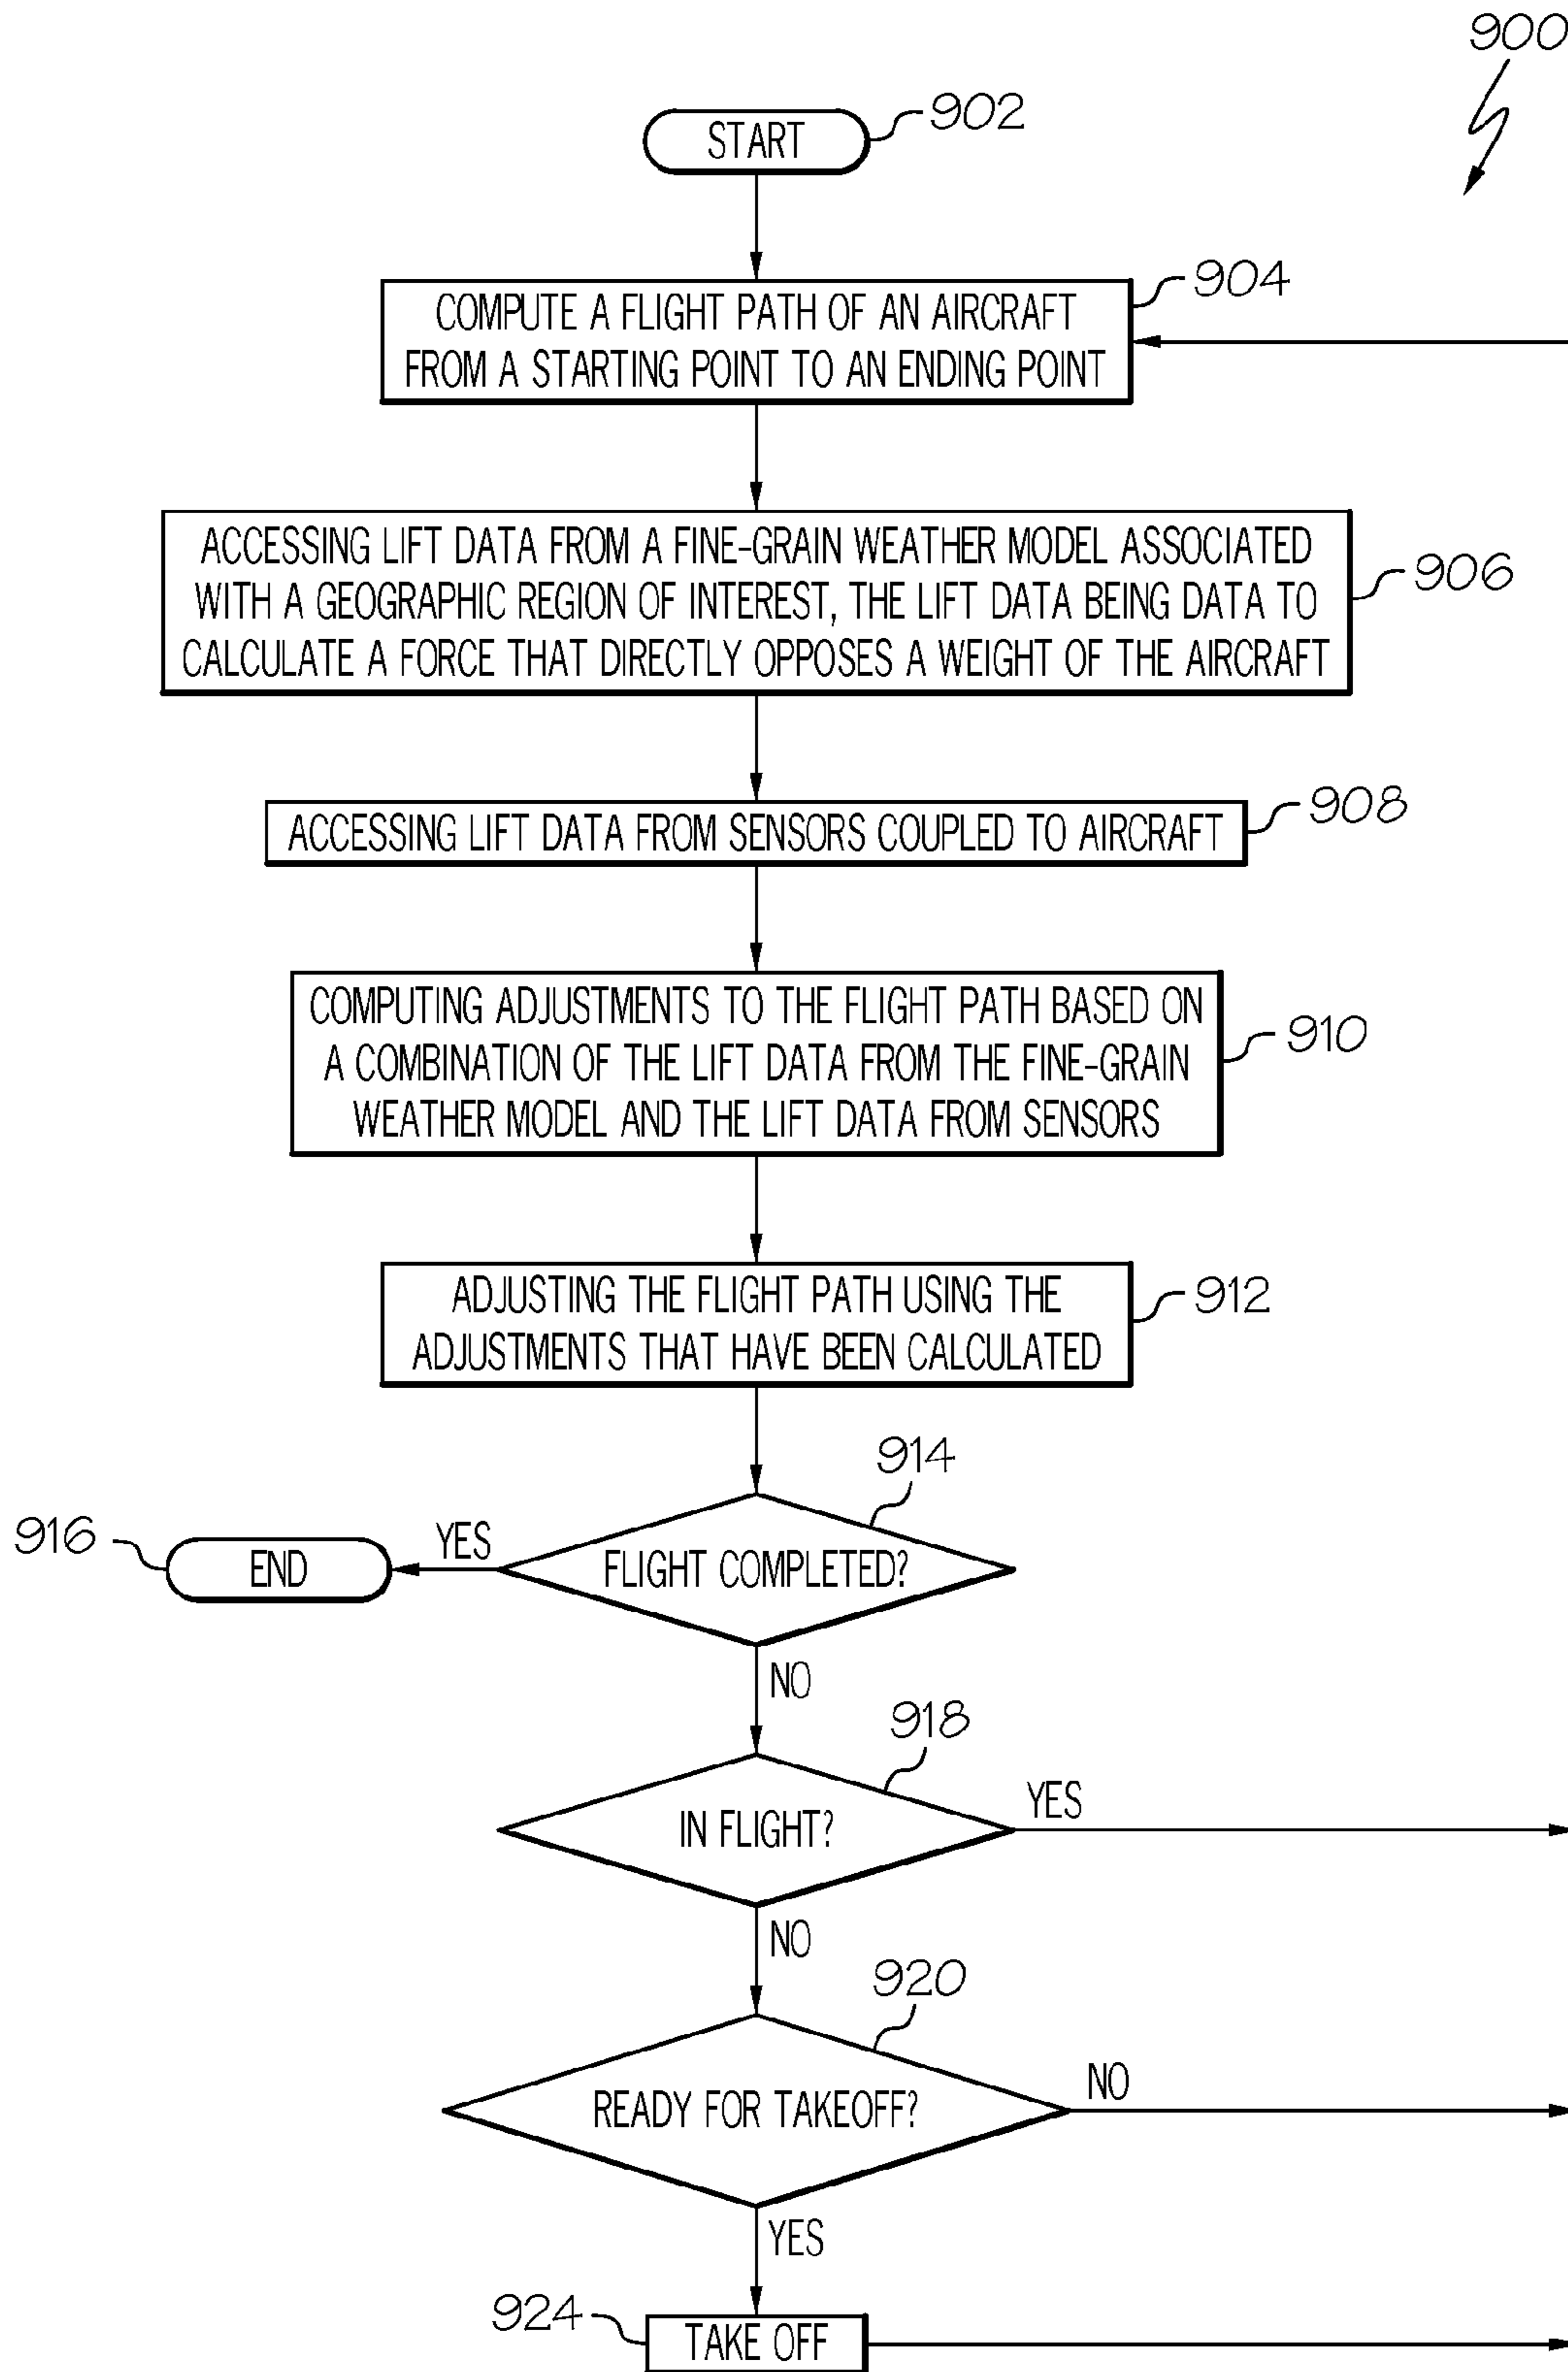 900
START
902
COMPUTE A FLIGHT PATH OF AN AIRCRAFT
FROM A STARTING POINT TO AN ENDING POINT
904
ACCESSING LIFT DATA FROM A FINE-GRAIN WEATHER MODEL ASSOCIATED
WITH A GEOGRAPHIC REGION OF INTEREST, THE LIFT DATA BEING DATA TO
CALCULATE A FORCE THAT DIRECTLY OPPOSES A WEIGHT OF THE AIRCRAFT
906
ACCESSING LIFT DATA FROM SENSORS COUPLED TO AIRCRAFT
908
COMPUTING ADJUSTMENTS TO THE FLIGHT PATH BASED ON
A COMBINATION OF THE LIFT DATA FROM THE FINE-GRAIN
WEATHER MODEL AND THE LIFT DATA FROM SENSORS
910
ADJUSTING THE FLIGHT PATH USING THE
ADJUSTMENTS THAT HAVE BEEN CALCULATED
912
914
FLIGHT COMPLETED?
YES
END
916
NO
918
IN FLIGHT?
YES
NO
920
READY FOR TAKEOFF?
NO
YES
924
TAKE OFF